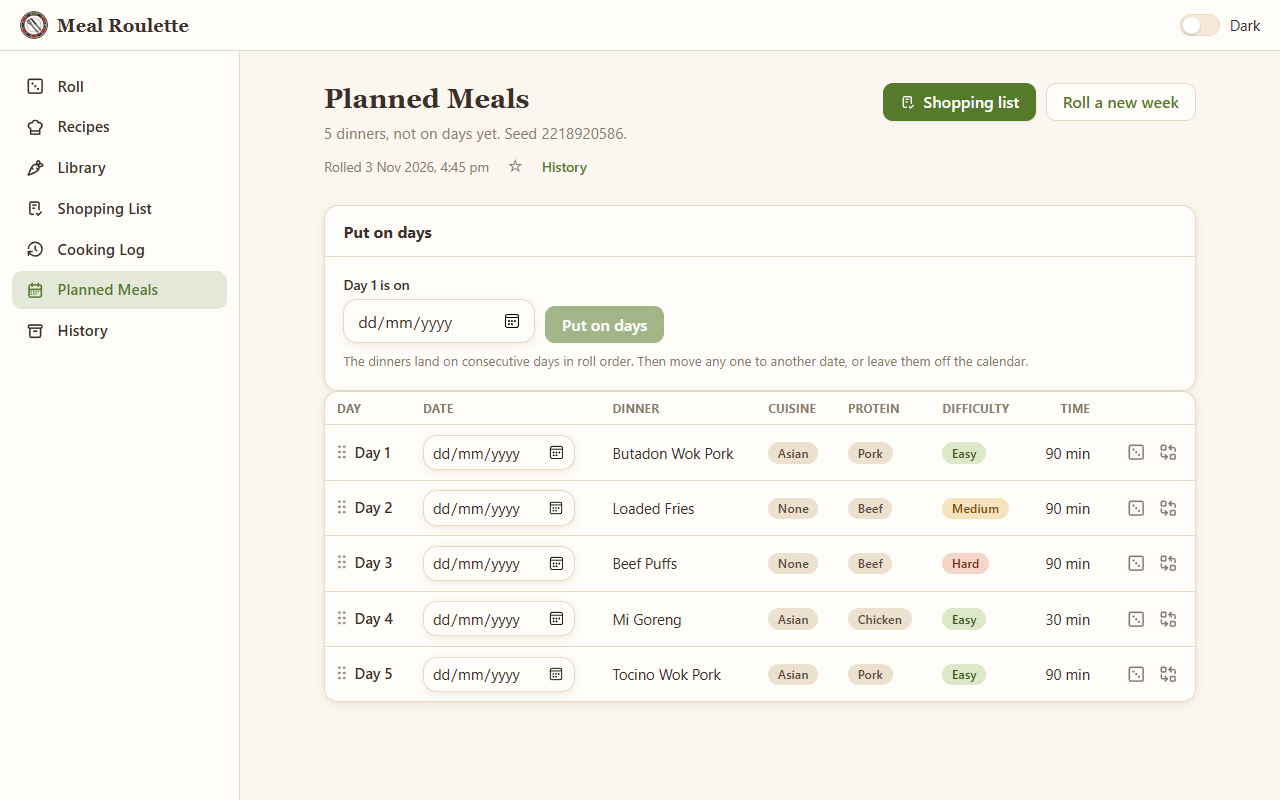 Meal Roulette
Dark
Roll
Recipes
Library
Shopping List
Cooking Log
Planned Meals
History
Planned Meals
Shopping list
Roll a new week
5 dinners, not on days yet. Seed 2218920586.
Rolled 3 Nov 2026, 4:45 pm
History
Put on days
Day 1 is on
dd/mm/yyyy
Put on days
The dinners land on consecutive days in roll order. Then move any one to another date, or leave them off the calendar.
DAY DATE DINNER CUISINE PROTEIN DIFFICULTY TIME
Day 1 dd/mm/yyyy Butadon Wok Pork Asian Pork Easy 90 min
Day 2 dd/mm/yyyy Loaded Fries None Beef Medium 90 min
Day 3 dd/mm/yyyy Beef Puffs None Beef Hard 90 min
Day 4 dd/mm/yyyy Mi Goreng Asian Chicken Easy 30 min
Day 5 dd/mm/yyyy Tocino Wok Pork Asian Pork Easy 90 min